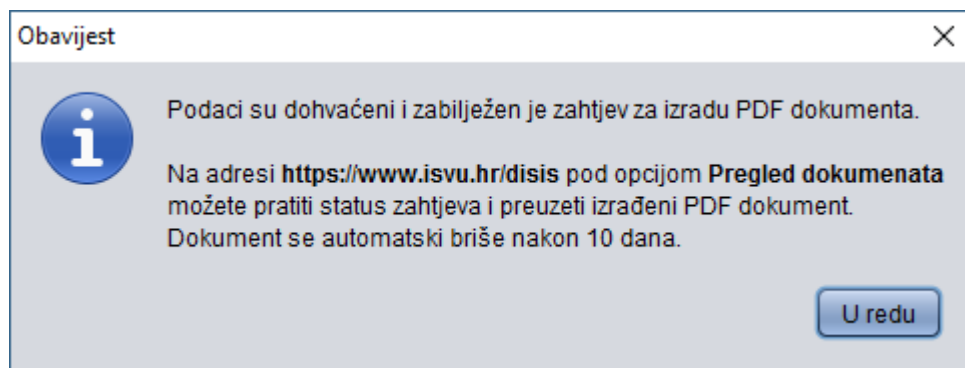 Obavijest
Podaci su dohvaćeni i zabilježen je zahtjev za izradu PDF dokumenta.
Na adresi https://www.isvu.hr/disis pod opcijom Pregled dokumenata
možete pratiti status zahtjeva i preuzeti izrađeni PDF dokument.
Dokument se automatski briše nakon 10 dana.
U redu